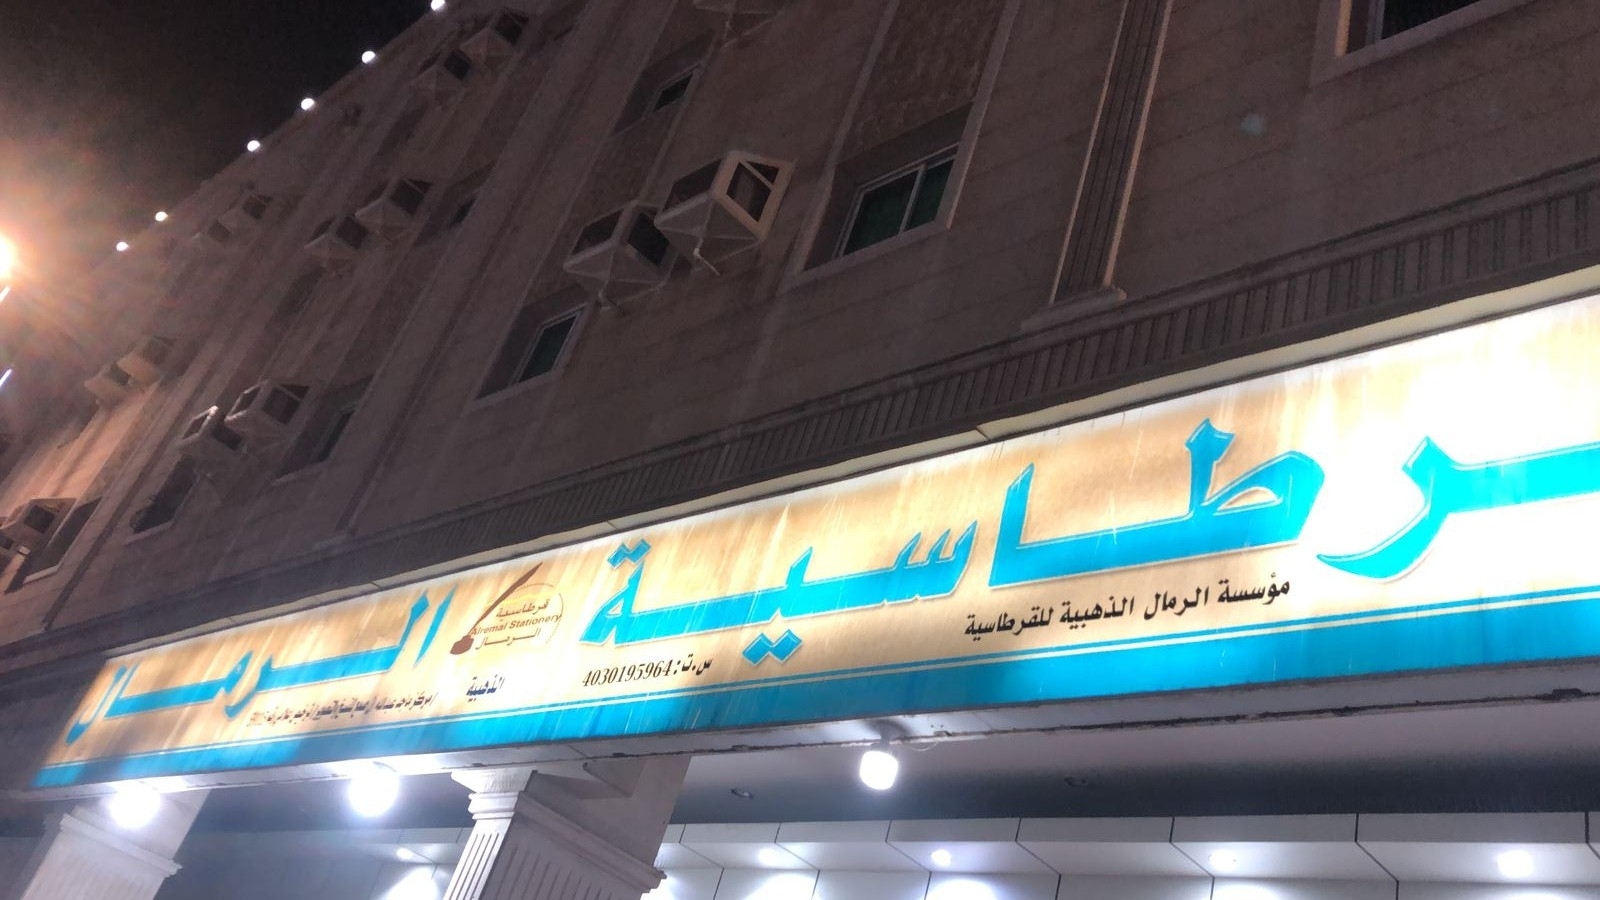 قرطاسية الرمال
قرطاسية
Alremal Stationery
الرمال
الذهبية
مؤسسة الرمال الذهبية للقرطاسية
س.ت: 4030195964